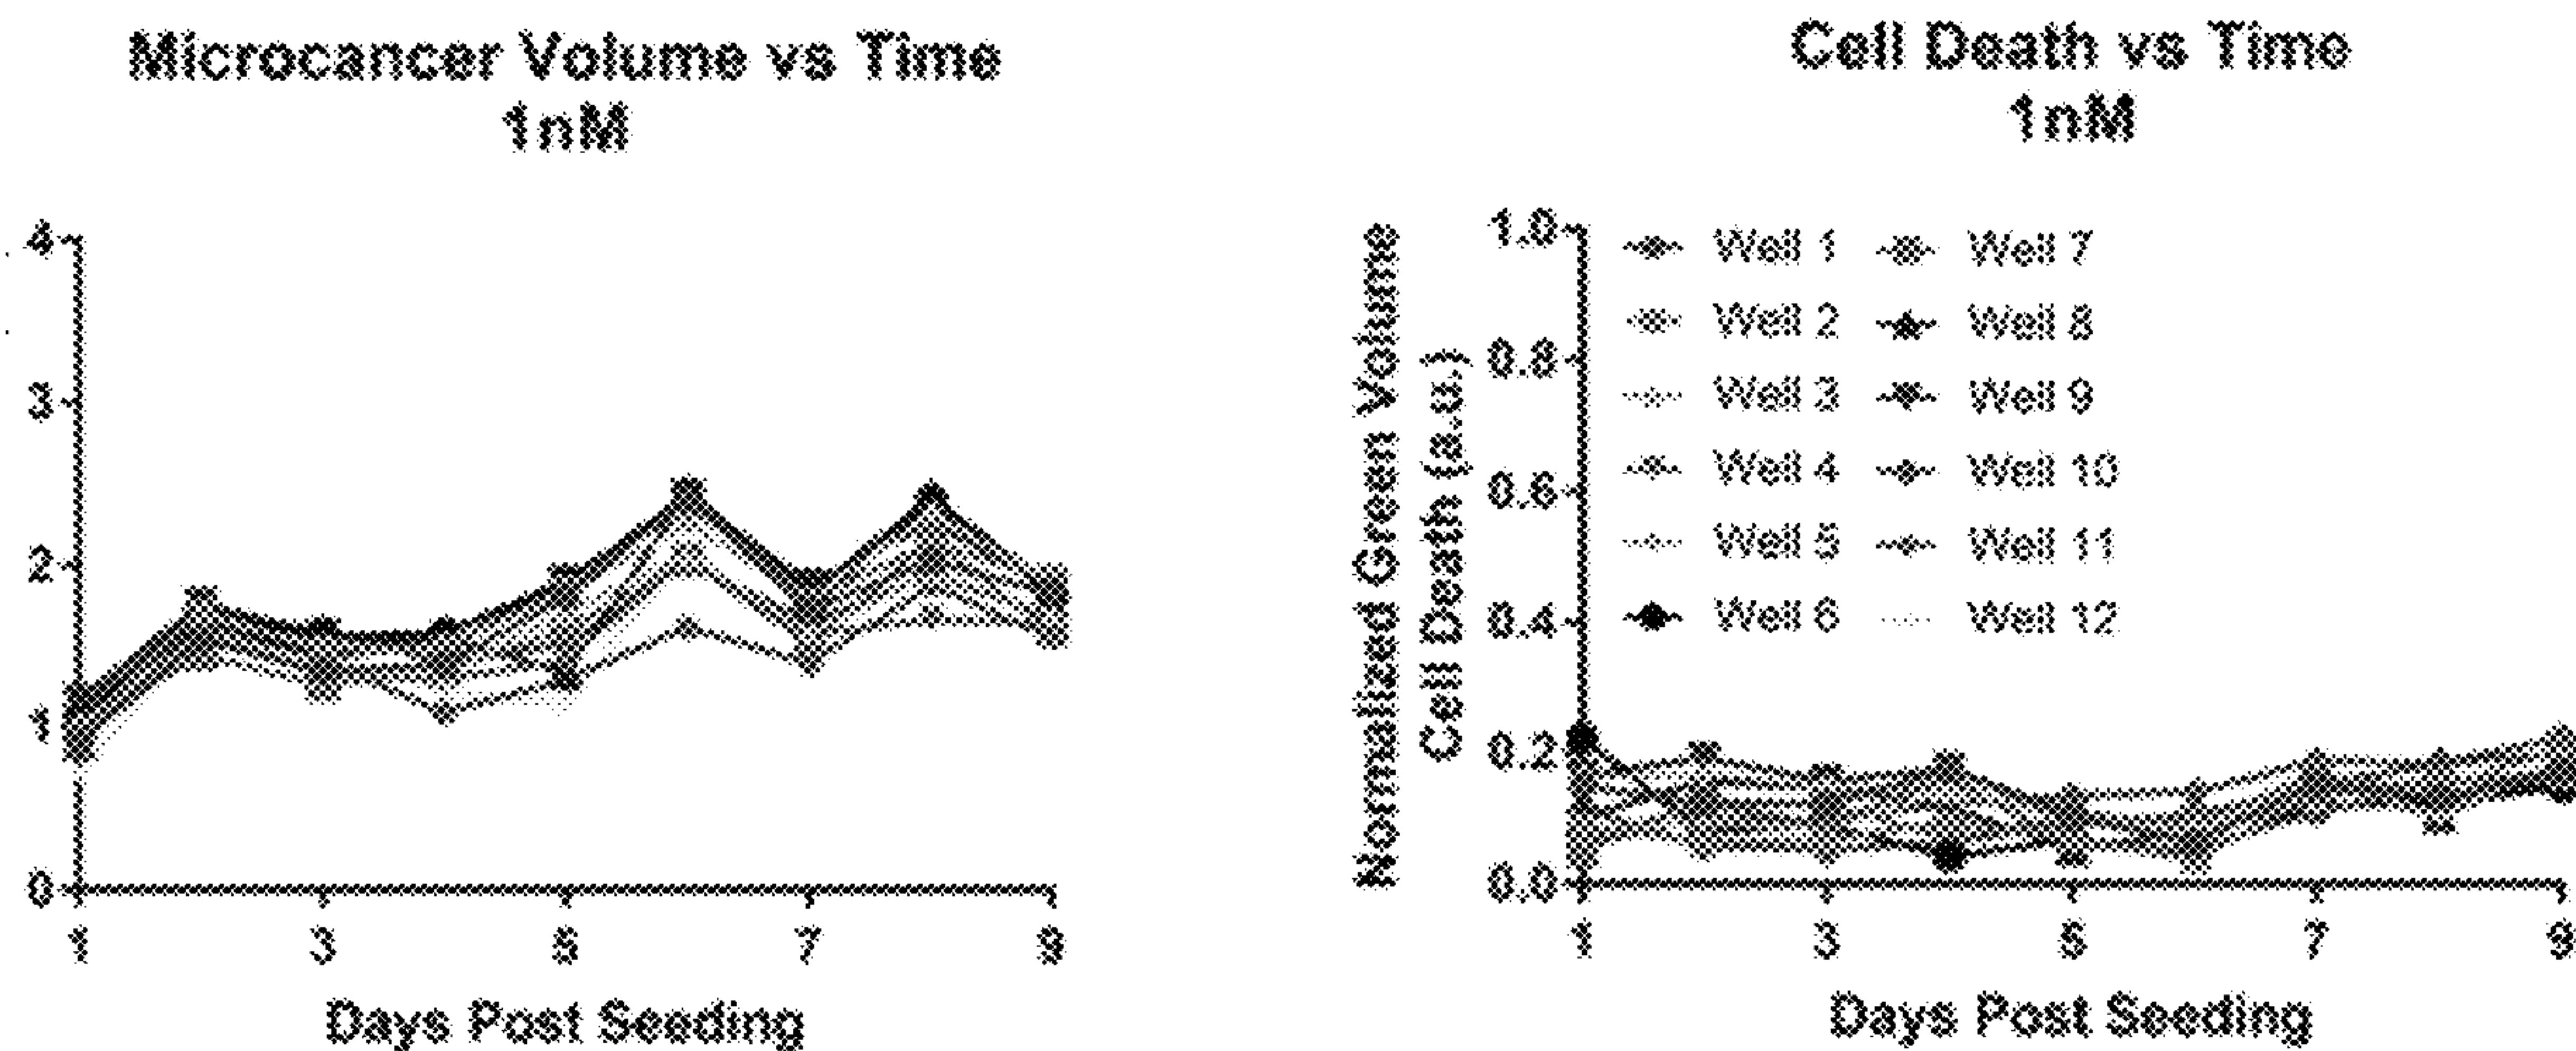 Microcancer Volume vs Time
1nM
4
3
2
1
0
1 3 5 7 9
Days Post Seeding
Cell Death vs Time
1nM
Normalized Green Volume
Cell Death (a.u.)
1.0
0.8
0.6
0.4
0.2
0.0
Well 1 Well 7
Well 2 Well 8
Well 3 Well 9
Well 4 Well 10
Well 5 Well 11
Well 6 Well 12
1 3 5 7 9
Days Post Seeding